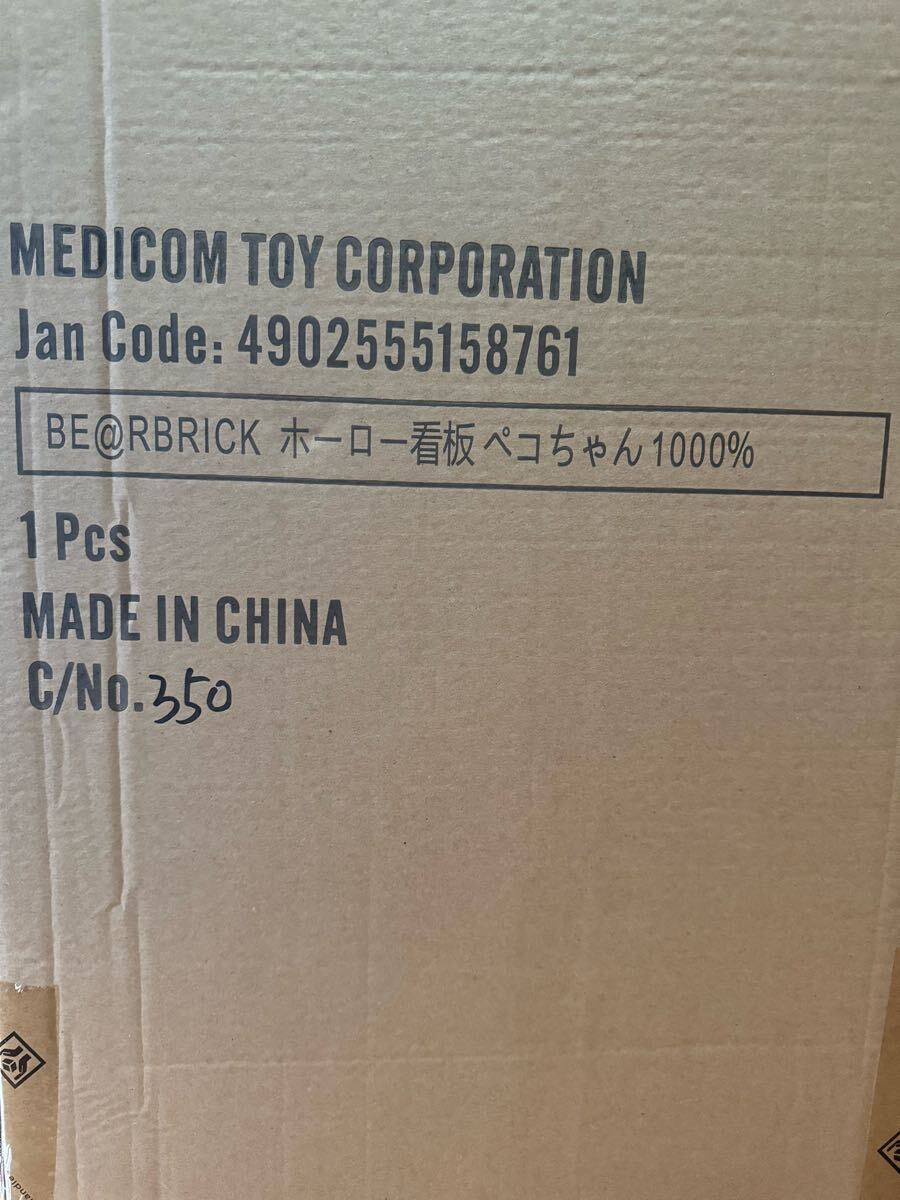 MEDICOM TOY CORPORATION
Jan Code: 4902555158761
BE@RBRICK ホーロー看板 ペコちゃん 1000%
1 Pcs
MADE IN CHINA
C/No.350